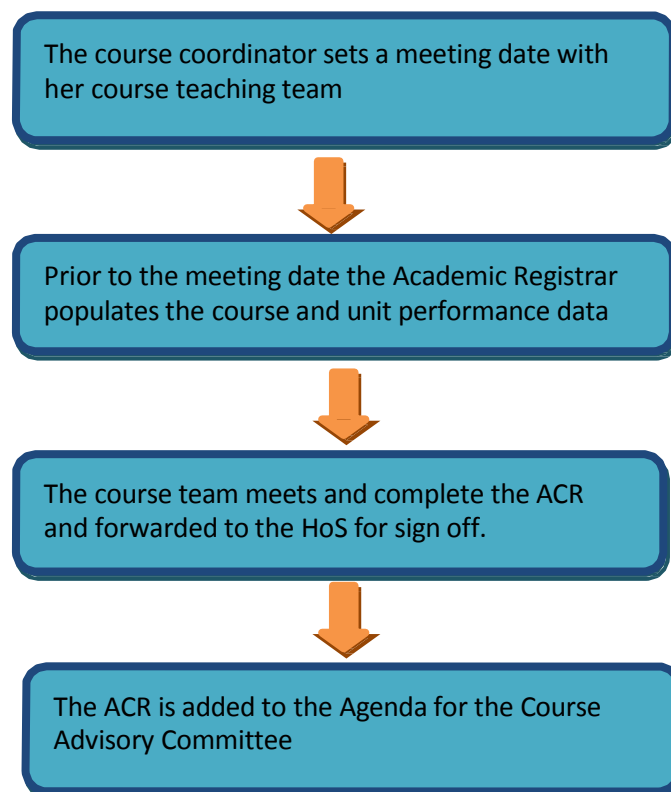 The course coordinator sets a meeting date with
her course teaching team
Prior to the meeting date the Academic Registrar
populates the course and unit performance data
The course team meets and complete the ACR
and forwarded to the HoS for sign off.
The ACR is added to the Agenda for the Course
Advisory Committee